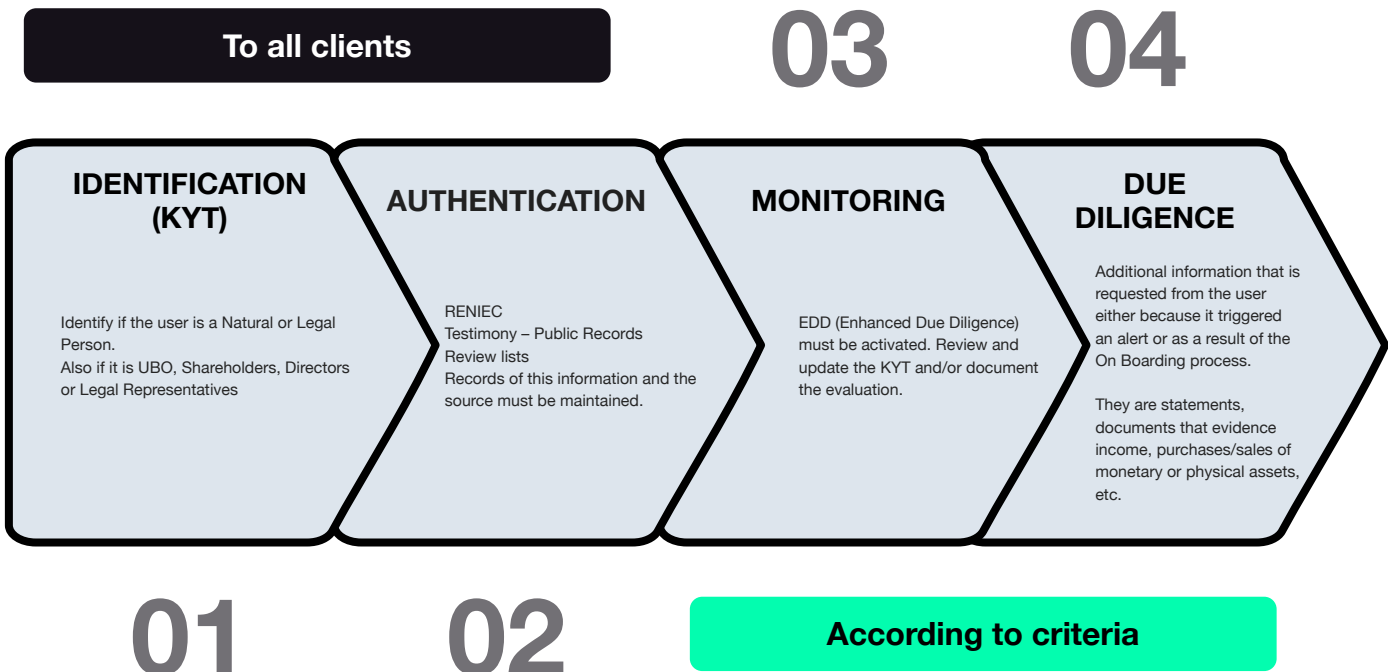 To all clients
03
04
IDENTIFICATION
(KYT)
Identify if the user is a Natural or Legal
Person.
Also if it is UBO, Shareholders, Directors
or Legal Representatives
AUTHENTICATION
RENIEC
Testimony – Public Records
Review lists
Records of this information and the
source must be maintained.
MONITORING
EDD (Enhanced Due Diligence)
must be activated. Review and
update the KYT and/or document
the evaluation.
DUE
DILIGENCE
Additional information that is
requested from the user
either because it triggered
an alert or as a result of the
On Boarding process.
They are statements,
documents that evidence
income, purchases/sales of
monetary or physical assets,
etc.
01
02
According to criteria